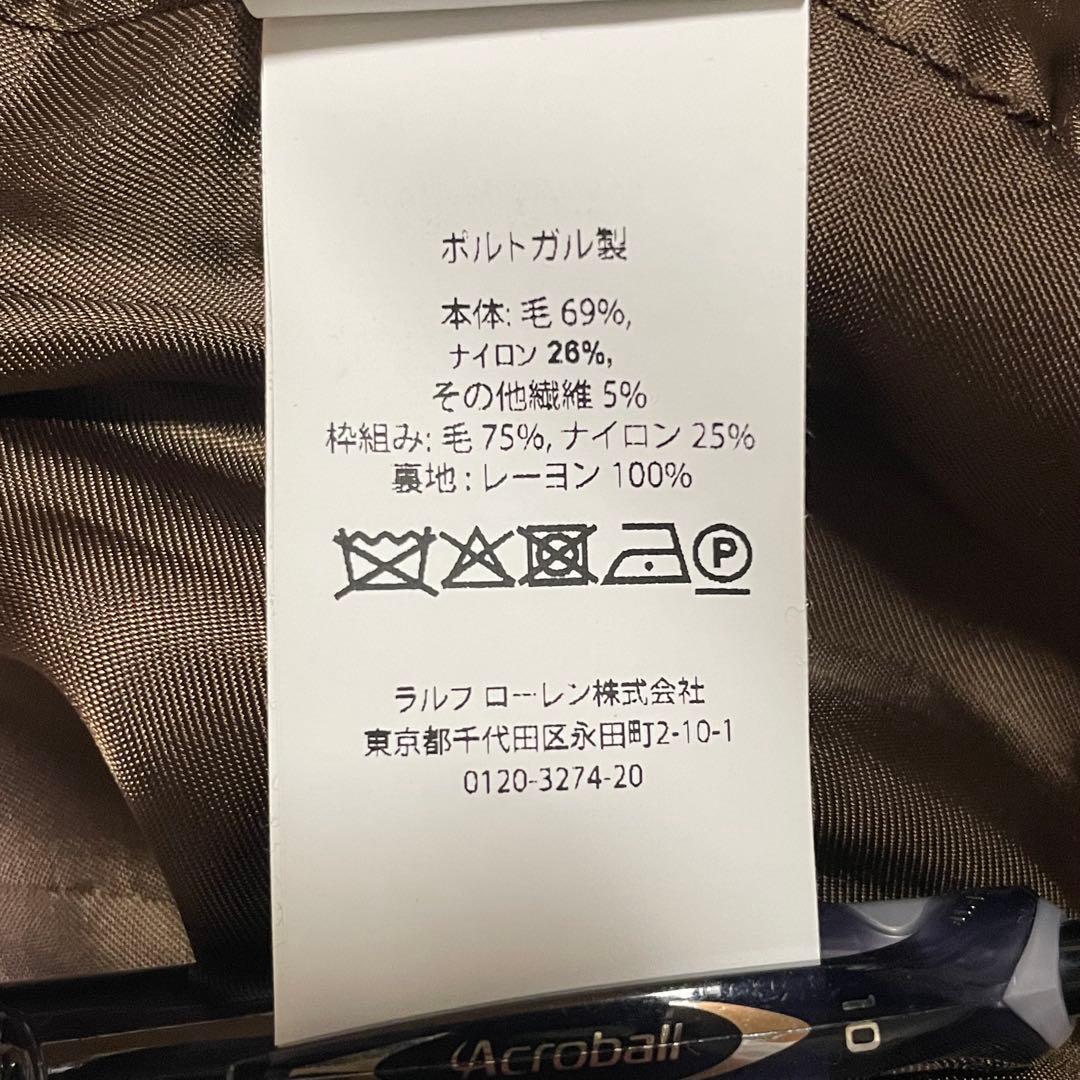 ポルトガル製
本体: 毛 69%,
ナイロン 26%,
その他繊維 5%
枠組み: 毛 75%, ナイロン 25%
裏地 : レーヨン 100%
P
ラルフ ローレン株式会社
東京都千代田区永田町2-10-1
0120-3274-20
Acroball
10